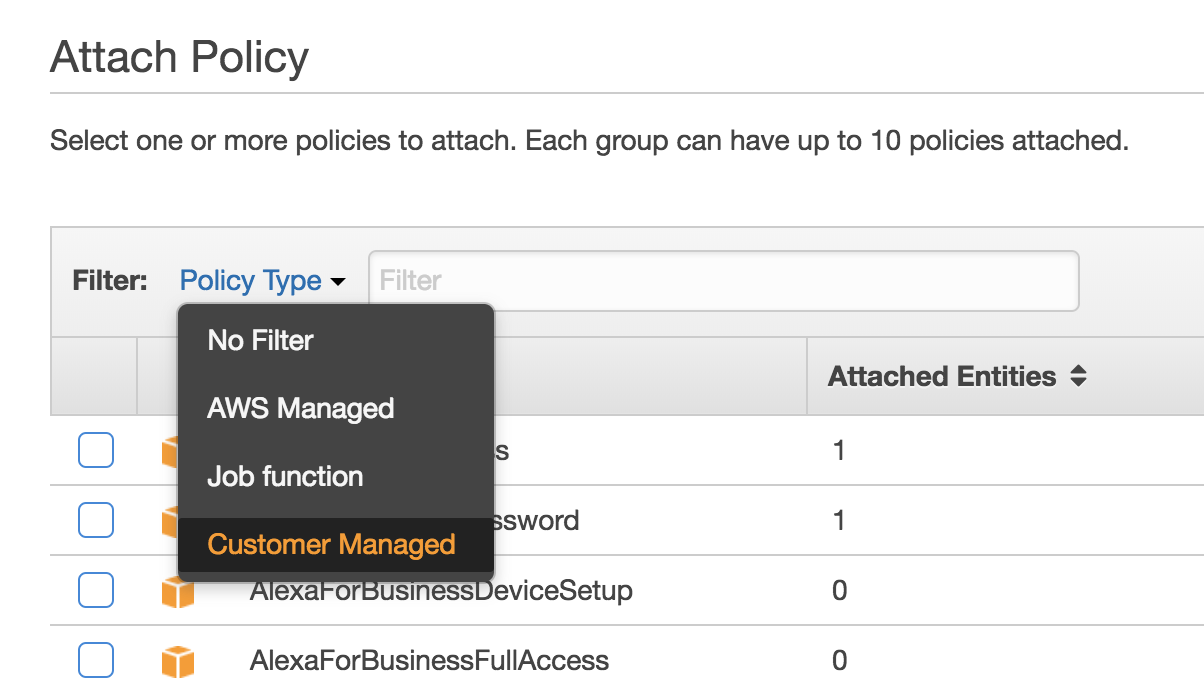 Attach Policy
Select one or more policies to attach. Each group can have up to 10 policies attached.
Filter: Policy Type Filter
No Filter
Attached Entities
AWS Managed
1
Job function
ssword 1
Customer Managed
AlexaForBusinessDeviceSetup 0
AlexaForBusinessFullAccess 0